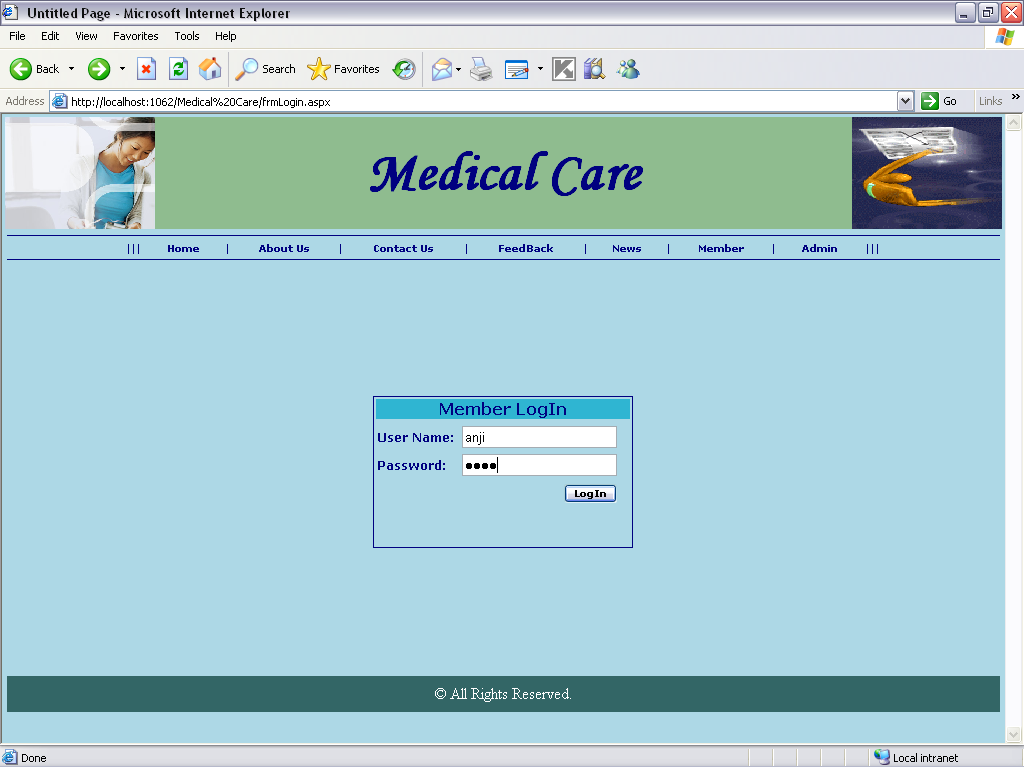 Untitled Page - Microsoft Internet Explorer
File Edit View Favorites Tools Help
Back Search Favorites
Address http://localhost:1062/Medical%20Care/frmLogin.aspx Go Links »
Medical Care
||| Home | About Us | Contact Us | FeedBack | News | Member | Admin |||
Member LogIn
User Name: anji
Password: ●●●●
LogIn
© All Rights Reserved.
Done Local intranet